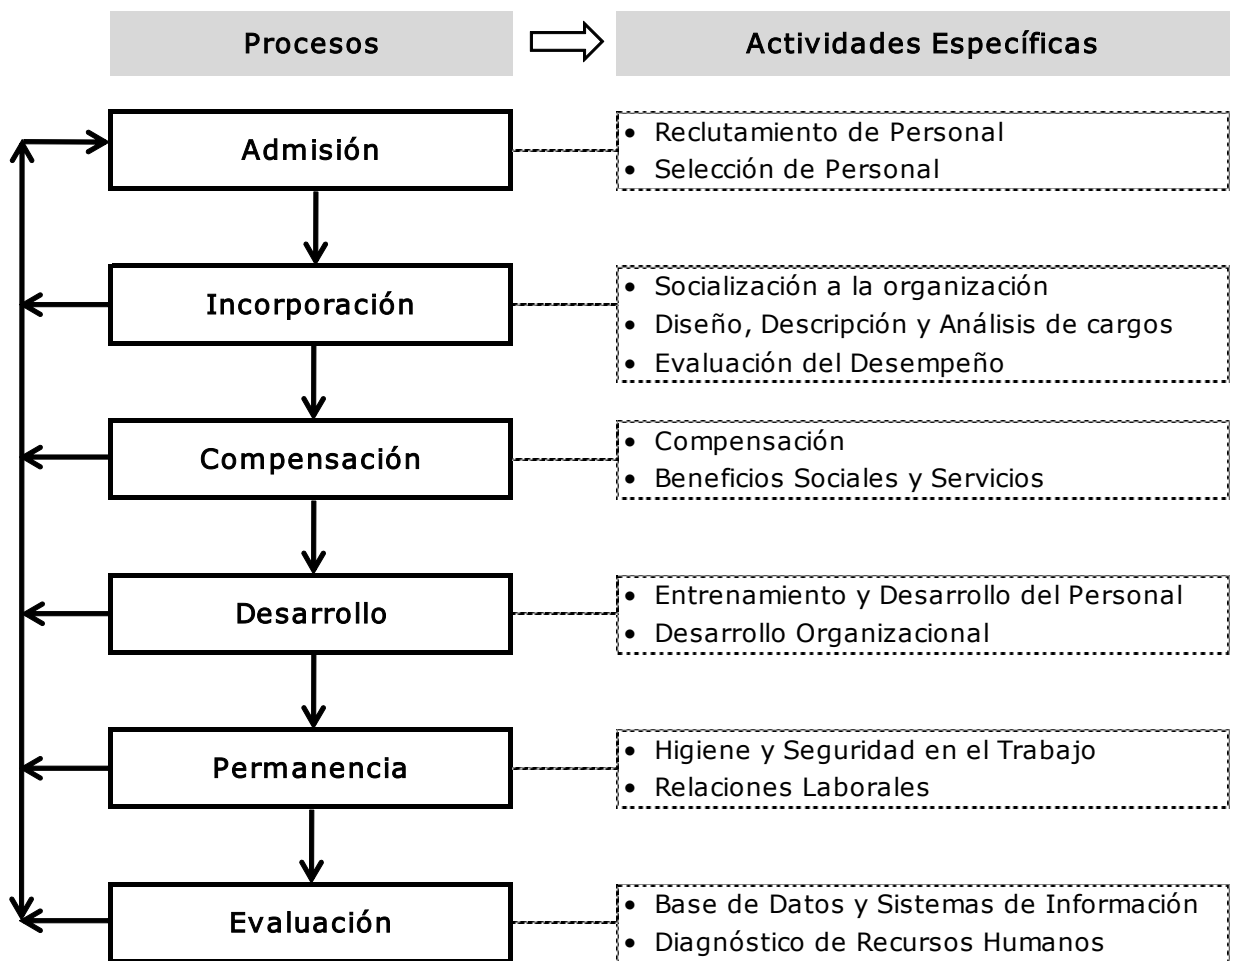 Procesos
Actividades Específicas
Admisión
• Reclutamiento de Personal
• Selección de Personal
Incorporación
• Socialización a la organización
• Diseño, Descripción y Análisis de cargos
• Evaluación del Desempeño
Compensación
• Compensación
• Beneficios Sociales y Servicios
Desarrollo
• Entrenamiento y Desarrollo del Personal
• Desarrollo Organizacional
Permanencia
• Higiene y Seguridad en el Trabajo
• Relaciones Laborales
Evaluación
• Base de Datos y Sistemas de Información
• Diagnóstico de Recursos Humanos